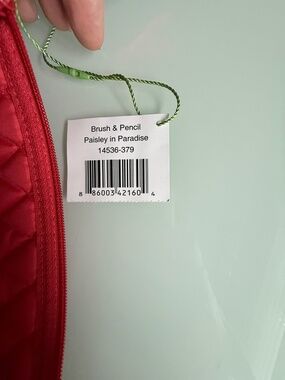 Brush & Pencil
Paisley in Paradise
14536-379
8 86003 42160 4